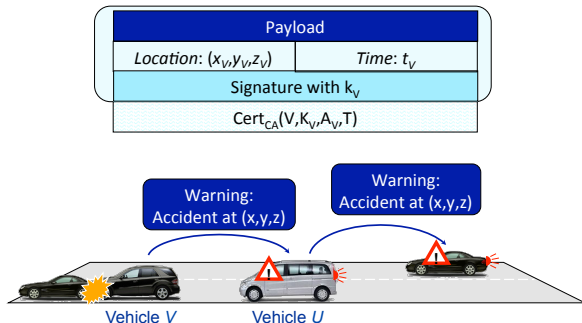 Payload
Location: (xV,yV,zV) Time: tV
Signature with kV
CertCA(V,KV,AV,T)
Warning:
Accident at (x,y,z)
Warning:
Accident at (x,y,z)
!
!
Vehicle V Vehicle U